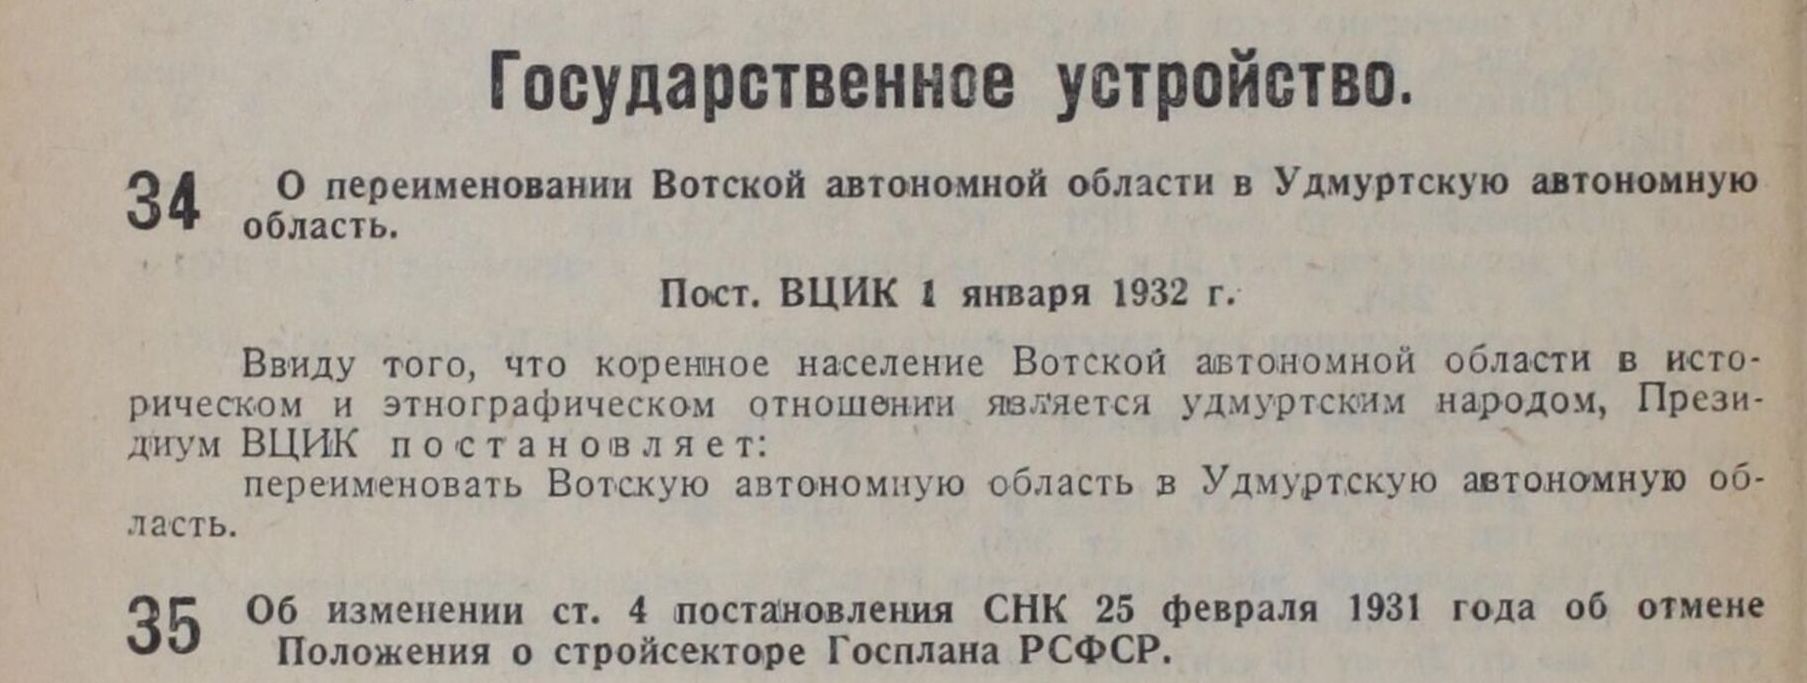 Государственное устройство.
34 О переименовании Вотской автономной области в Удмуртскую автономную
область.
Пост. ВЦИК 1 января 1932 г.
Ввиду того, что коренное население Вотской автономной области в исто-
рическом и этнографическом отношении является удмуртским народом, Прези-
диум ВЦИК постановляет:
переименовать Вотскую автономную область в Удмуртскую автономную об-
ласть.
35 Об изменении ст. 4 постановления СНК 25 февраля 1931 года об отмене
Положения о стройсекторе Госплана РСФСР.